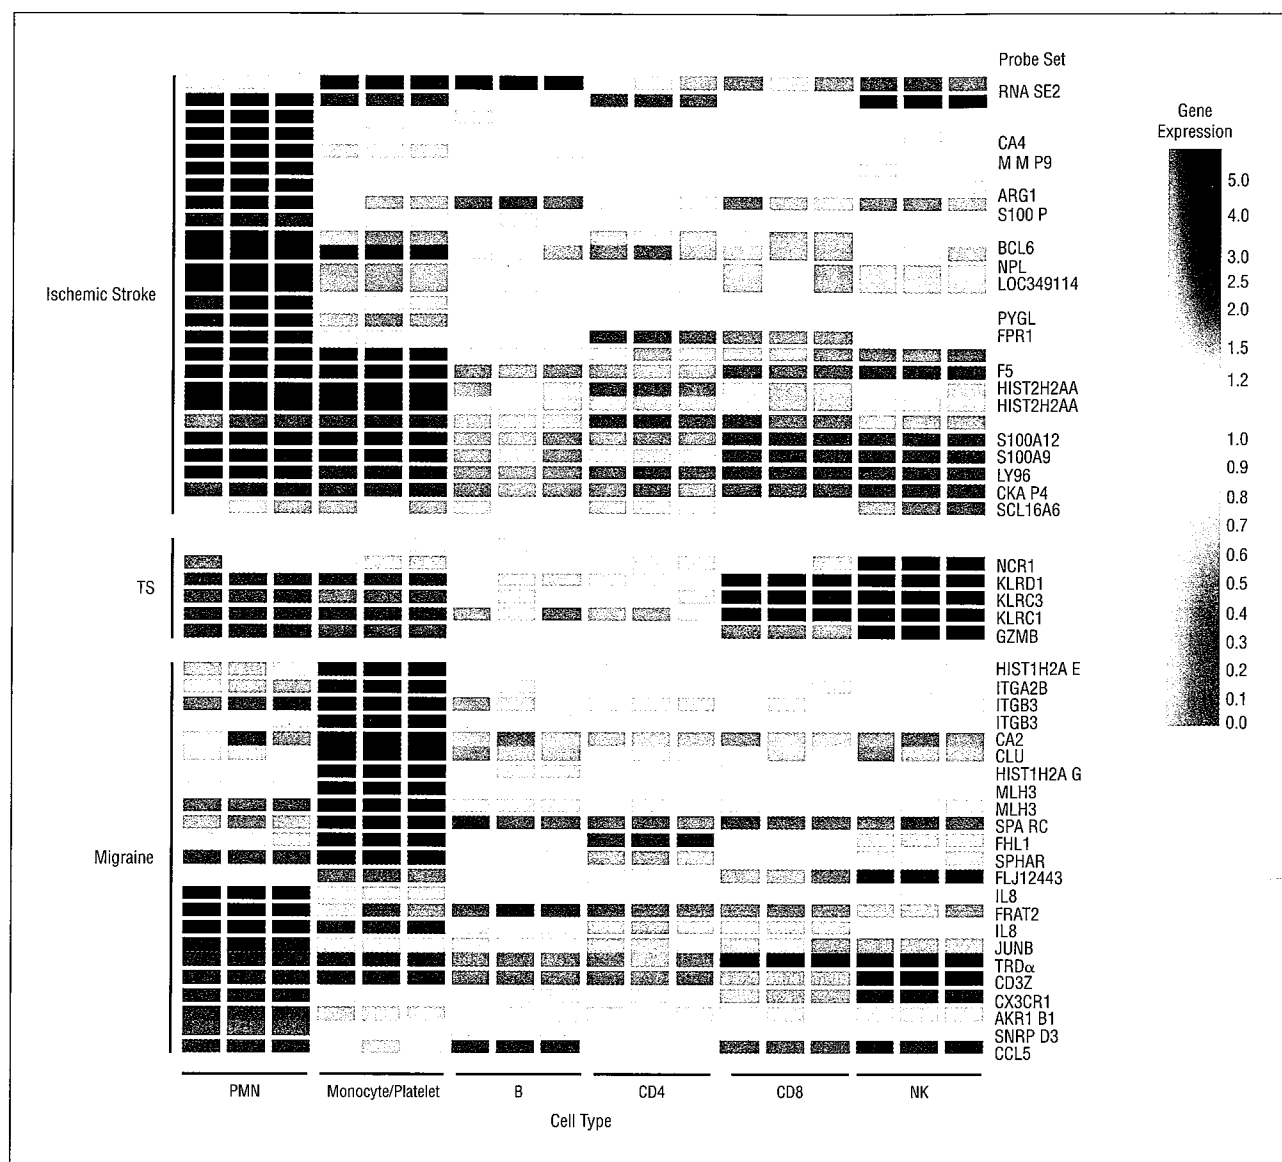 Probe Set
RNA SE2
CA4
M M P9
ARG1
S100 P
BCL6
NPL
LOC349114
PYGL
FPR1
F5
HIST2H2AA
HIST2H2AA
S100A12
S100A9
LY96
CKA P4
SCL16A6
Ischemic Stroke
NCR1
KLRD1
KLRC3
KLRC1
GZMB
TS
HIST1H2A E
ITGA2B
ITGB3
ITGB3
CA2
CLU
HIST1H2A G
MLH3
MLH3
SPA RC
FHL1
SPHAR
FLJ12443
IL8
FRAT2
IL8
JUNB
TRDα
CD3Z
CX3CR1
AKR1 B1
SNRP D3
CCL5
Migraine
PMN
Monocyte/Platelet
B
CD4
CD8
NK
Cell Type
Gene
Expression
5.0
4.0
3.0
2.5
2.0
1.5
1.2
1.0
0.9
0.8
0.7
0.6
0.5
0.4
0.3
0.2
0.1
0.0